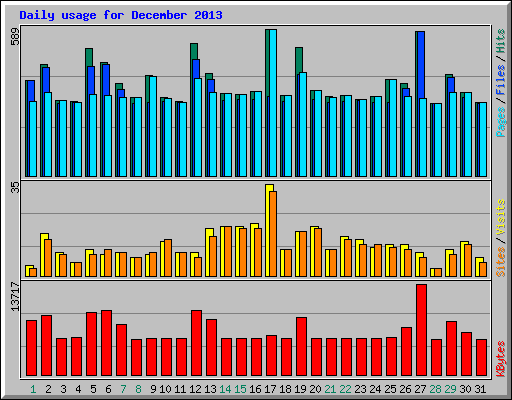 Daily usage for December 2013
589
Pages / Files / Hits
35
Sites / Visits
13717
KBytes
1 2 3 4 5 6 7 8 9 10 11 12 13 14 15 16 17 18 19 20 21 22 23 24 25 26 27 28 29 30 31